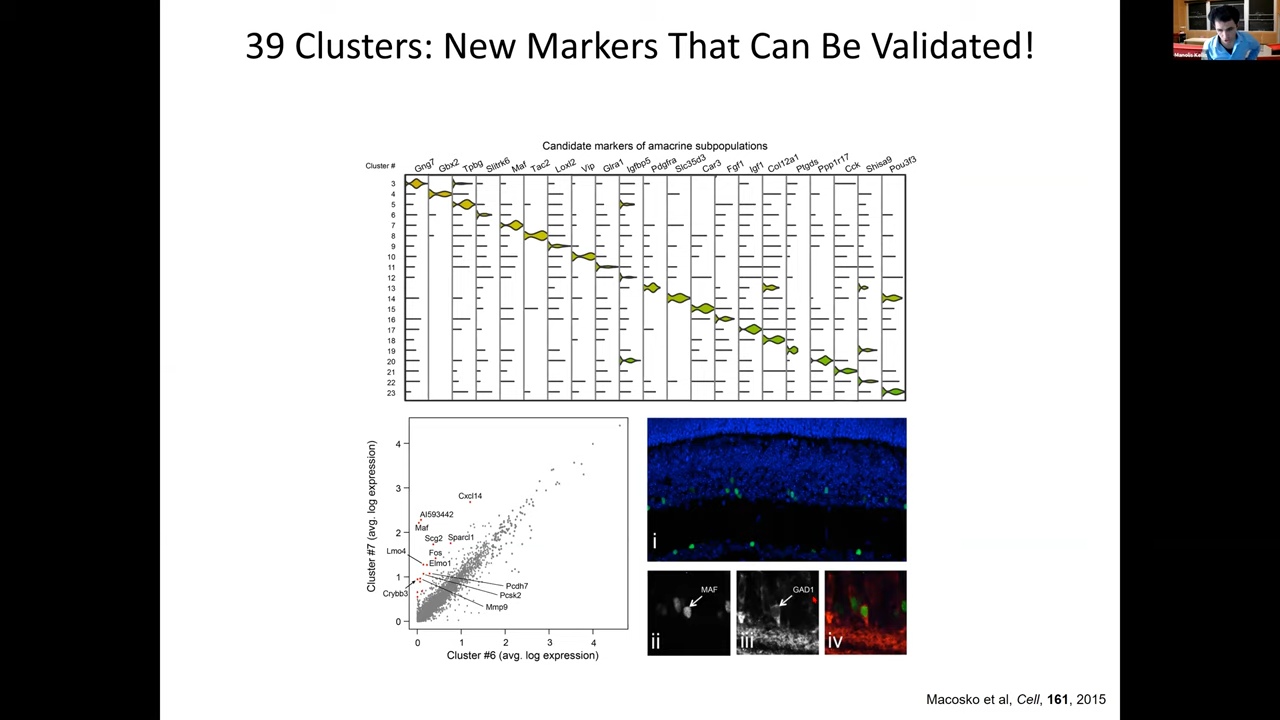 39 Clusters: New Markers That Can Be Validated!
Candidate markers of amacrine subpopulations
Cluster #
Gng7 Gbx2 Tpbg Slitrk6 Maf Tac2 Loxl2 Vip Glra1 Igfbp5 Pdgfra Slc35d3 Car3 Fgf1 Igf1 Col12a1 Ptgds Ppp1r17 Cck Shisa9 Pou3f3
3
4
5
6
7
8
9
10
11
12
13
14
15
16
17
18
19
20
21
22
23
Cluster #7 (avg. log expression)
4
3
2
1
0
Cxcl14
AI593442
Maf
Scg2
Sparcl1
Lmo4
Fos
Elmo1
Crybb3
Pcdh7
Pcsk2
Mmp9
0 1 2 3 4
Cluster #6 (avg. log expression)
i
MAF
GAD1
ii
iii
iv
Macosko et al, Cell, 161, 2015